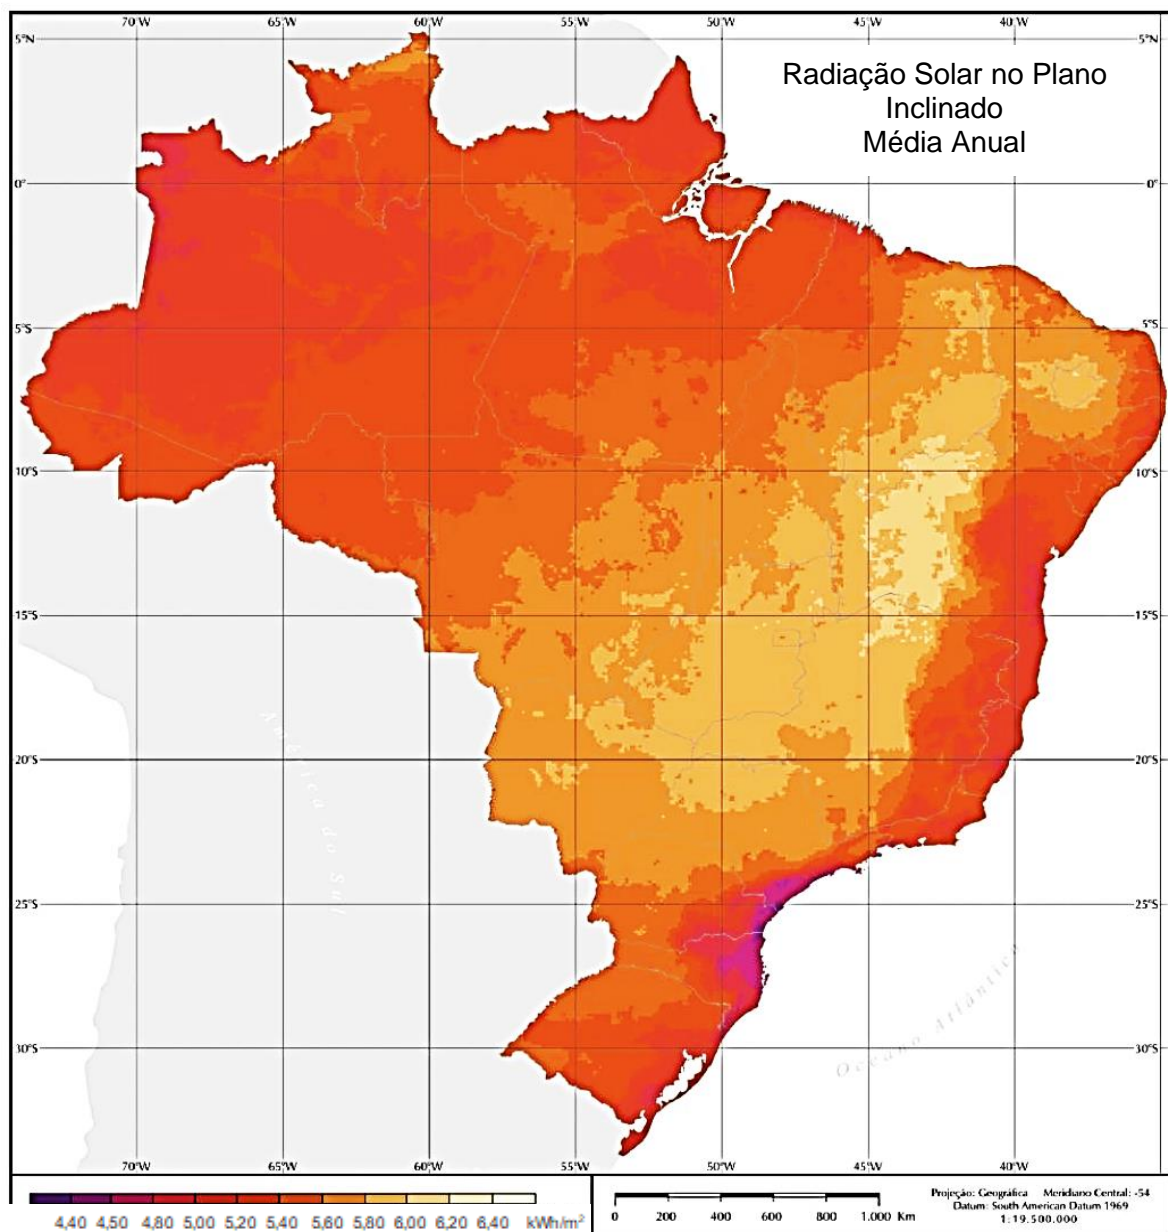 70°W 65°W 60°W 55°W 50°W 45°W 40°W
5°N 5°N
Radiação Solar no Plano
Inclinado
Média Anual
0° 0°
5°S 5°S
10°S 10°S
15°S 15°S
América do Sul
20°S 20°S
25°S 25°S
Oceano Atlântico
30°S 30°S
70°W 65°W 60°W 55°W 50°W 45°W 40°W
4,40 4,50 4,80 5,00 5,20 5,40 5,60 5,80 6,00 6,20 6,40 kWh/m²
0 200 400 600 800 1.000 Km
Projeção: Geográfica Meridiano Central: -54
Datum: South American Datum 1969
1:19.500.000